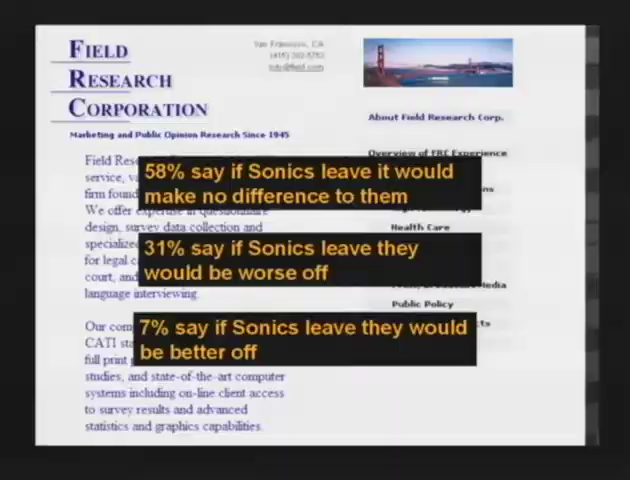 FIELD
RESEARCH
CORPORATION
San Francisco, CA
Marketing and Public Opinion Research Since 1945
About Field Research Corp.
Overview of FRC Experience
58% say if Sonics leave it would
make no difference to them
Health Care
31% say if Sonics leave they
would be worse off
Public Policy
7% say if Sonics leave they would
be better off
Field
service,
firm
We offer expertise in questionnaire
design, survey data collection and
for legal
court, and
language interviewing.
Our
CATI
full print
studies, and state-of-the-art computer
systems including on-line client access
to survey results and advanced
statistics and graphics capabilities.